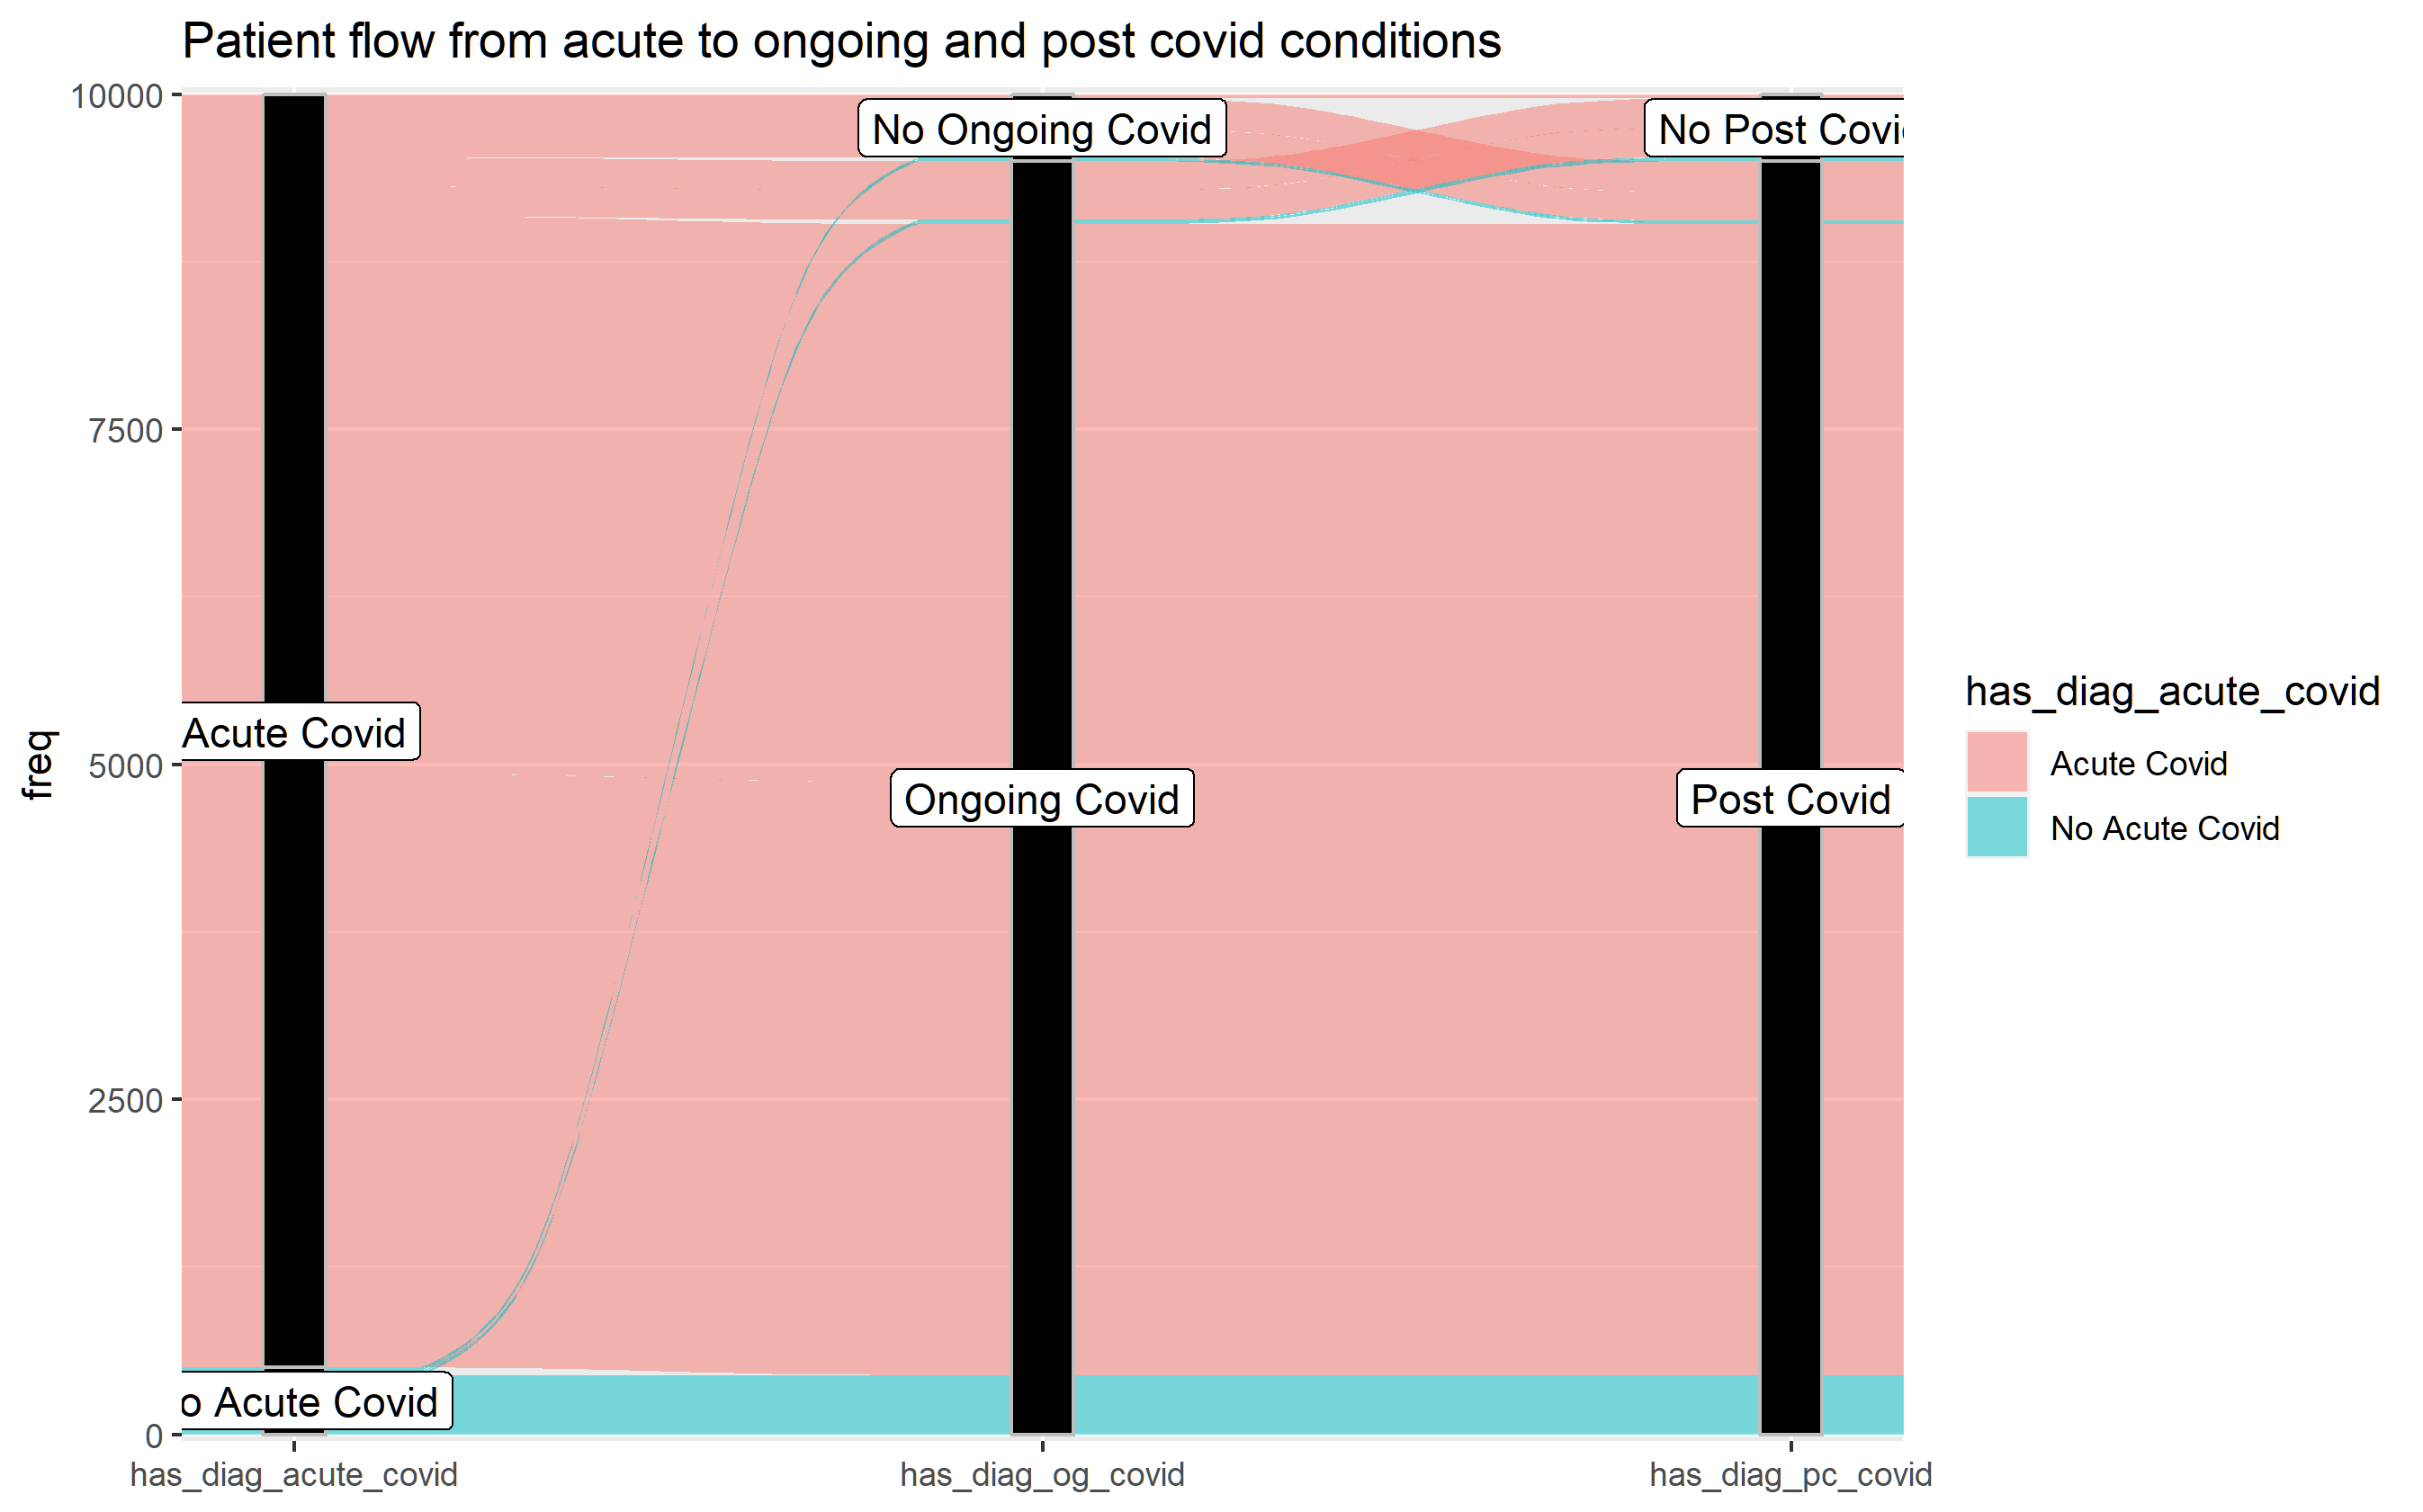 Patient flow from acute to ongoing and post covid conditions
10000
7500
5000
2500
0
freq
No Ongoing Covid
No Post Covi
Acute Covid
Ongoing Covid
Post Covid
o Acute Covid
has_diag_acute_covid
has_diag_og_covid
has_diag_pc_covid
has_diag_acute_covid
Acute Covid
No Acute Covid